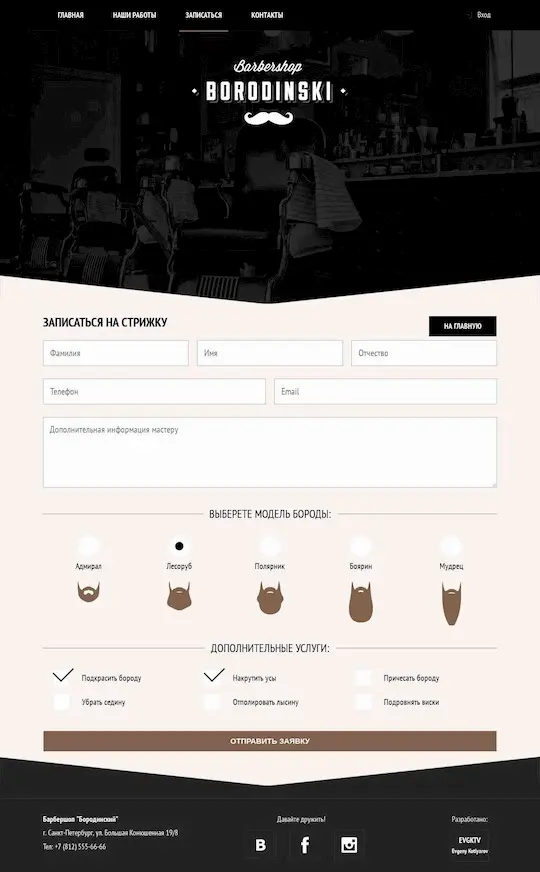 ГЛАВНАЯ НАШИ РАБОТЫ ЗАПИСАТЬСЯ КОНТАКТЫ Вход
Barbershop
BORODINSKI
ЗАПИСАТЬСЯ НА СТРИЖКУ НА ГЛАВНУЮ
Фамилия Имя Отчество
Телефон Email
Дополнительная информация мастеру
ВЫБЕРЕТЕ МОДЕЛЬ БОРОДЫ:
Адмирал Лесоруб Полярник Боярин Мудрец
ДОПОЛНИТЕЛЬНЫЕ УСЛУГИ:
Подкрасить бороду Накрутить усы Причесать бороду
Убрать седину Отполировать лысину Подровнять виски
ОТПРАВИТЬ ЗАЯВКУ
Барбершоп "Бородинский" Давайте дружить! Разработано:
г. Санкт-Петербург, ул. Большая Конюшенная 19/8
Тел: +7 (812) 555-66-66
EVGKTV
Evgeny Kotlyarov